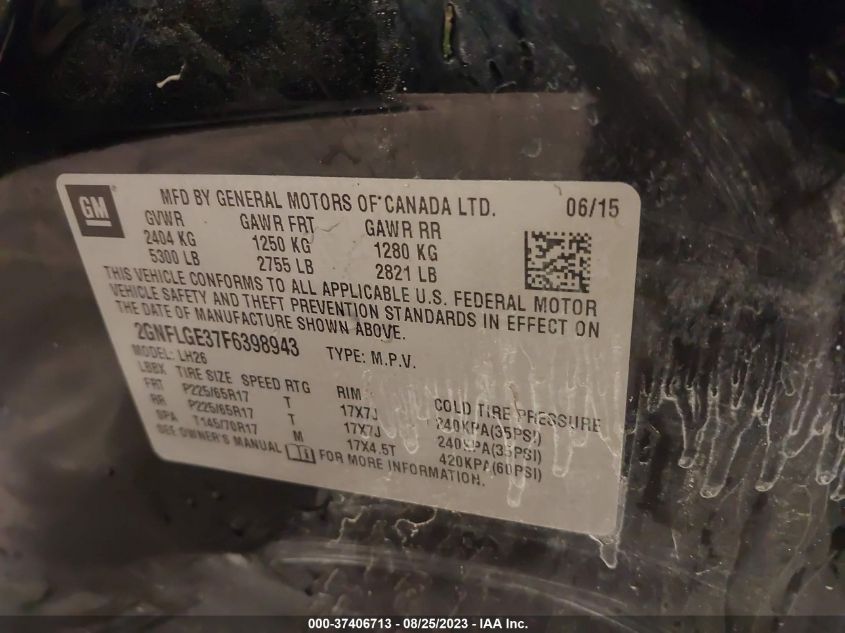 GM
MFD BY GENERAL MOTORS OF CANADA LTD. 06/15
GVWR GAWR FRT GAWR RR
2404 KG 1250 KG 1280 KG
5300 LB 2755 LB 2821 LB
THIS VEHICLE CONFORMS TO ALL APPLICABLE U.S. FEDERAL MOTOR
VEHICLE SAFETY AND THEFT PREVENTION STANDARDS IN EFFECT ON
THE DATE OF MANUFACTURE SHOWN ABOVE.
2GNFLGE37F6398943 TYPE: M.P.V.
MODEL: LH26
LBBX TIRE SIZE SPEED RTG RIM COLD TIRE PRESSURE
FRT P225/65R17 T 17X7J 240KPA(35PSI)
RR P225/65R17 T 17X7J 240KPA(35PSI)
SPA T145/70R17 M 17X4.5T 420KPA(60PSI)
SEE OWNER'S MANUAL FOR MORE INFORMATION.
000-37406713 / 08/25/2023 - IAA Inc.